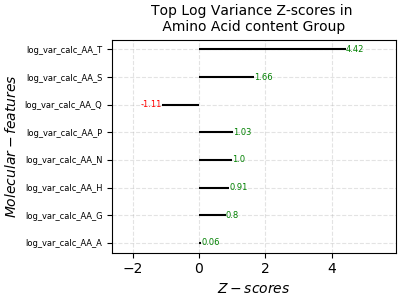 Top Log Variance Z-scores in
Amino Acid content Group
Molecular − features
log_var_calc_AA_T 4.42
log_var_calc_AA_S 1.66
log_var_calc_AA_Q -1.11
log_var_calc_AA_P 1.03
log_var_calc_AA_N 1.0
log_var_calc_AA_H 0.91
log_var_calc_AA_G 0.8
log_var_calc_AA_A 0.06
−2 0 2 4
Z − scores